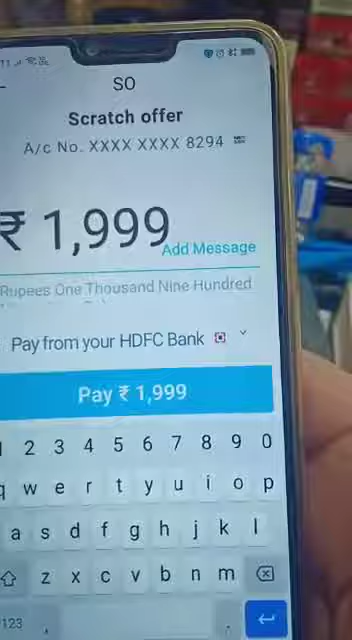 SO
Scratch offer
A/c No. XXXX XXXX 8294
₹ 1,999
Add Message
Rupees One Thousand Nine Hundred
Pay from your HDFC Bank
Pay ₹ 1,999
1 2 3 4 5 6 7 8 9 0
q w e r t y u i o p
a s d f g h j k l
z x c v b n m
123 , .